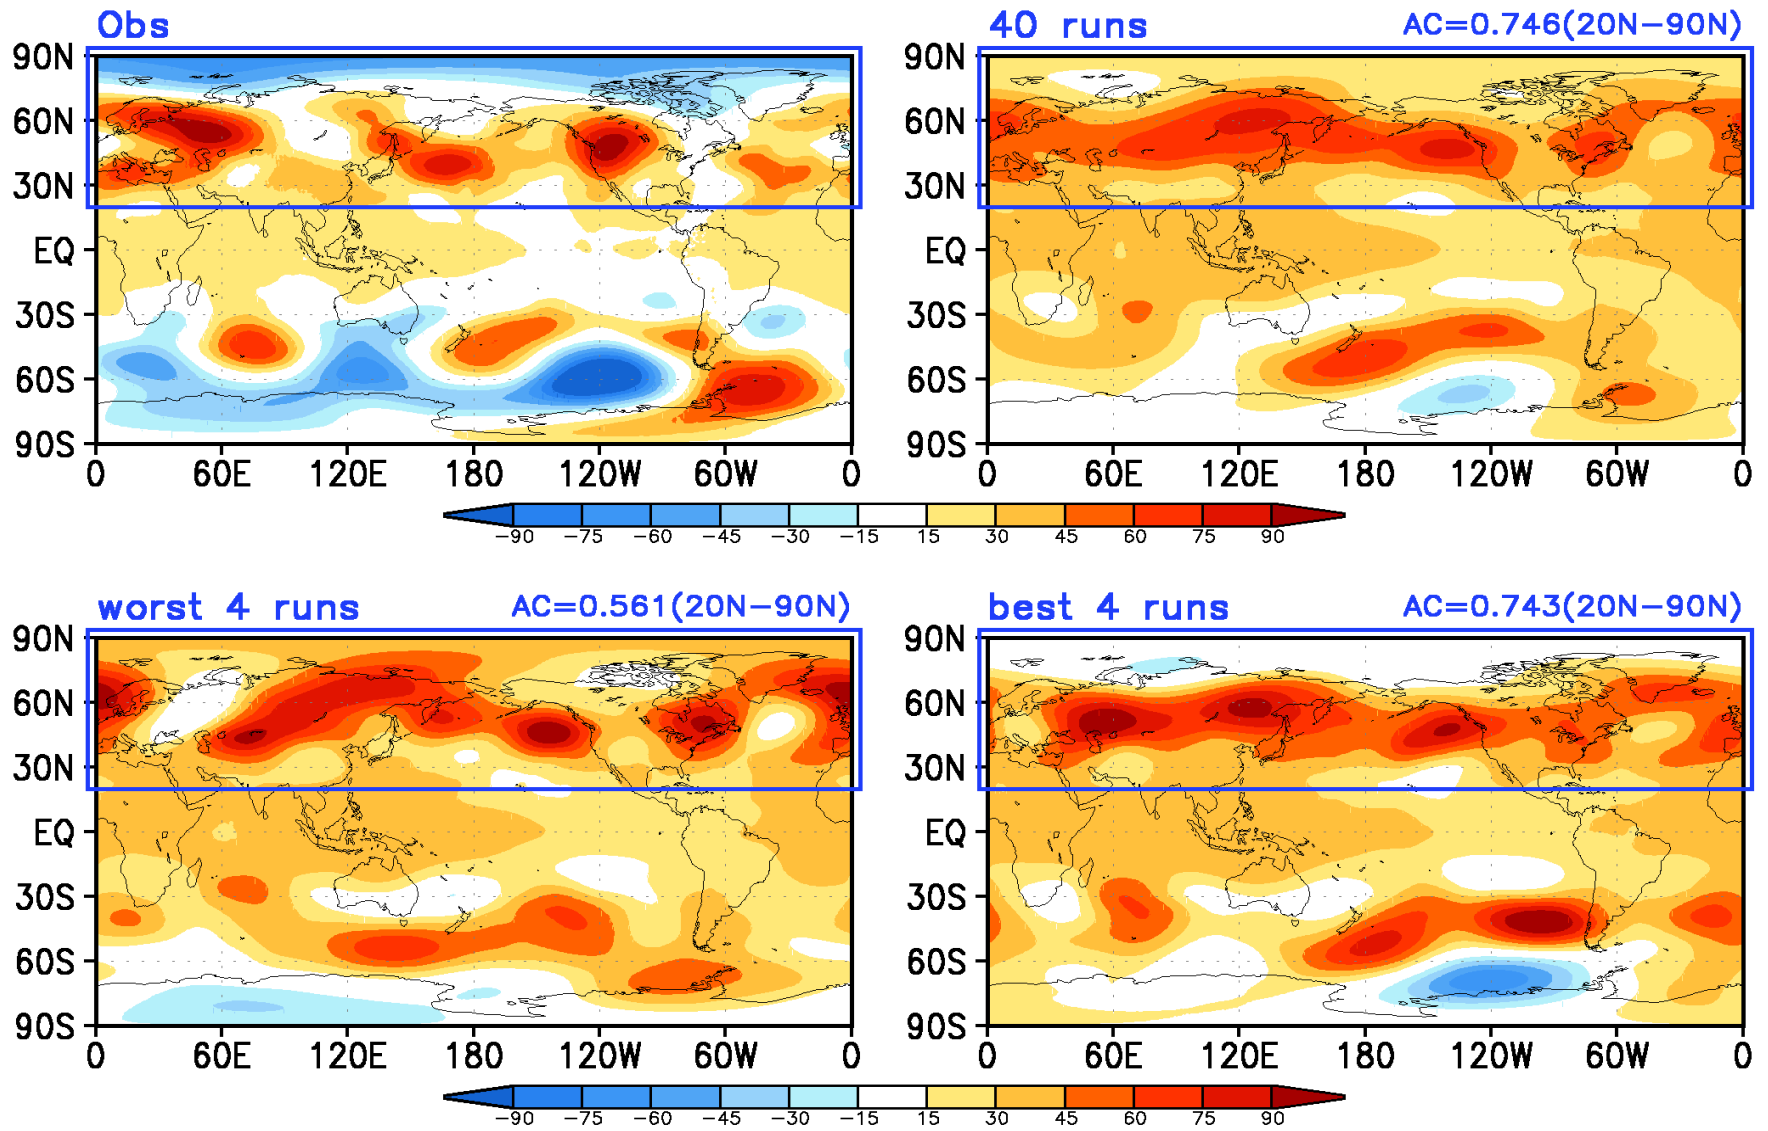 Obs
40 runs AC=0.746(20N−90N)
90N
60N
30N
EQ
30S
60S
90S
0 60E 120E 180 120W 60W 0
90N
60N
30N
EQ
30S
60S
90S
0 60E 120E 180 120W 60W 0
−90 −75 −60 −45 −30 −15 15 30 45 60 75 90
worst 4 runs AC=0.561(20N−90N)
best 4 runs AC=0.743(20N−90N)
90N
60N
30N
EQ
30S
60S
90S
0 60E 120E 180 120W 60W 0
90N
60N
30N
EQ
30S
60S
90S
0 60E 120E 180 120W 60W 0
−90 −75 −60 −45 −30 −15 15 30 45 60 75 90